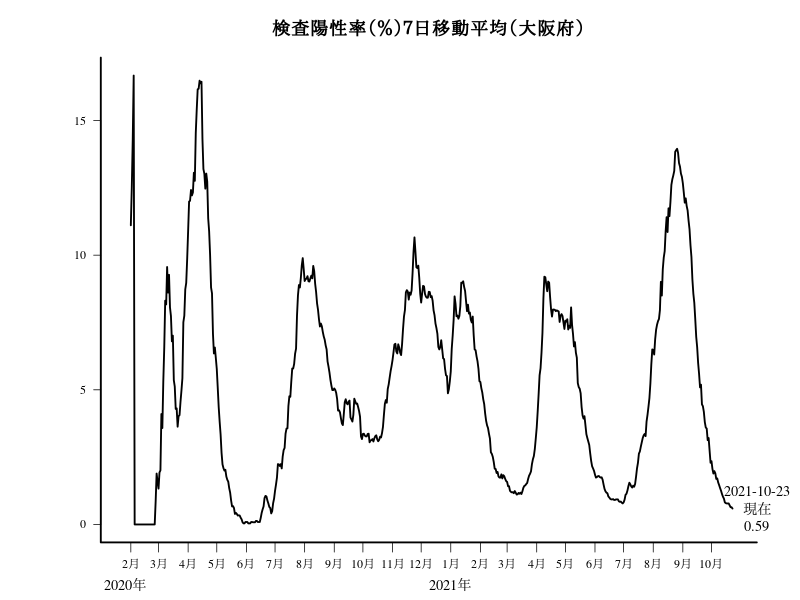 検査陽性率(%)7日移動平均(大阪府)
15
10
5
0
2021-10-23
現在
0.59
2月 3月 4月 5月 6月 7月 8月 9月 10月 11月 12月 1月 2月 3月 4月 5月 6月 7月 8月 9月 10月
2020年 2021年